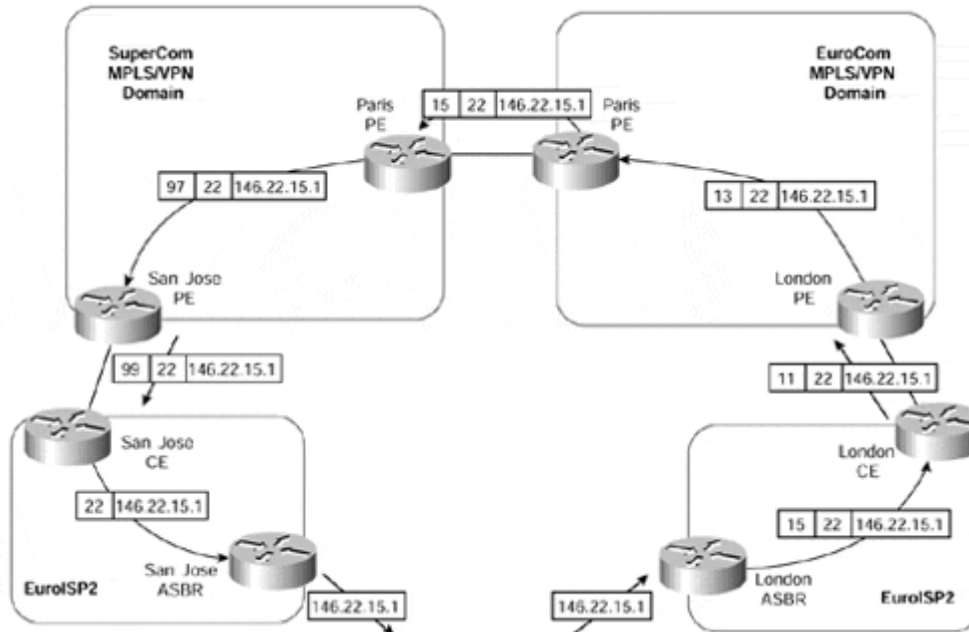 SuperCom
MPLS/VPN
Domain
EuroCom
MPLS/VPN
Domain
Paris
PE
15 22 146.22.15.1
Paris
PE
97 22 146.22.15.1
13 22 146.22.15.1
San Jose
PE
London
PE
99 22 146.22.15.1
11 22 146.22.15.1
San Jose
CE
London
CE
22 146.22.15.1
15 22 146.22.15.1
San Jose
ASBR
London
ASBR
EuroISP2
146.22.15.1
146.22.15.1
EuroISP2